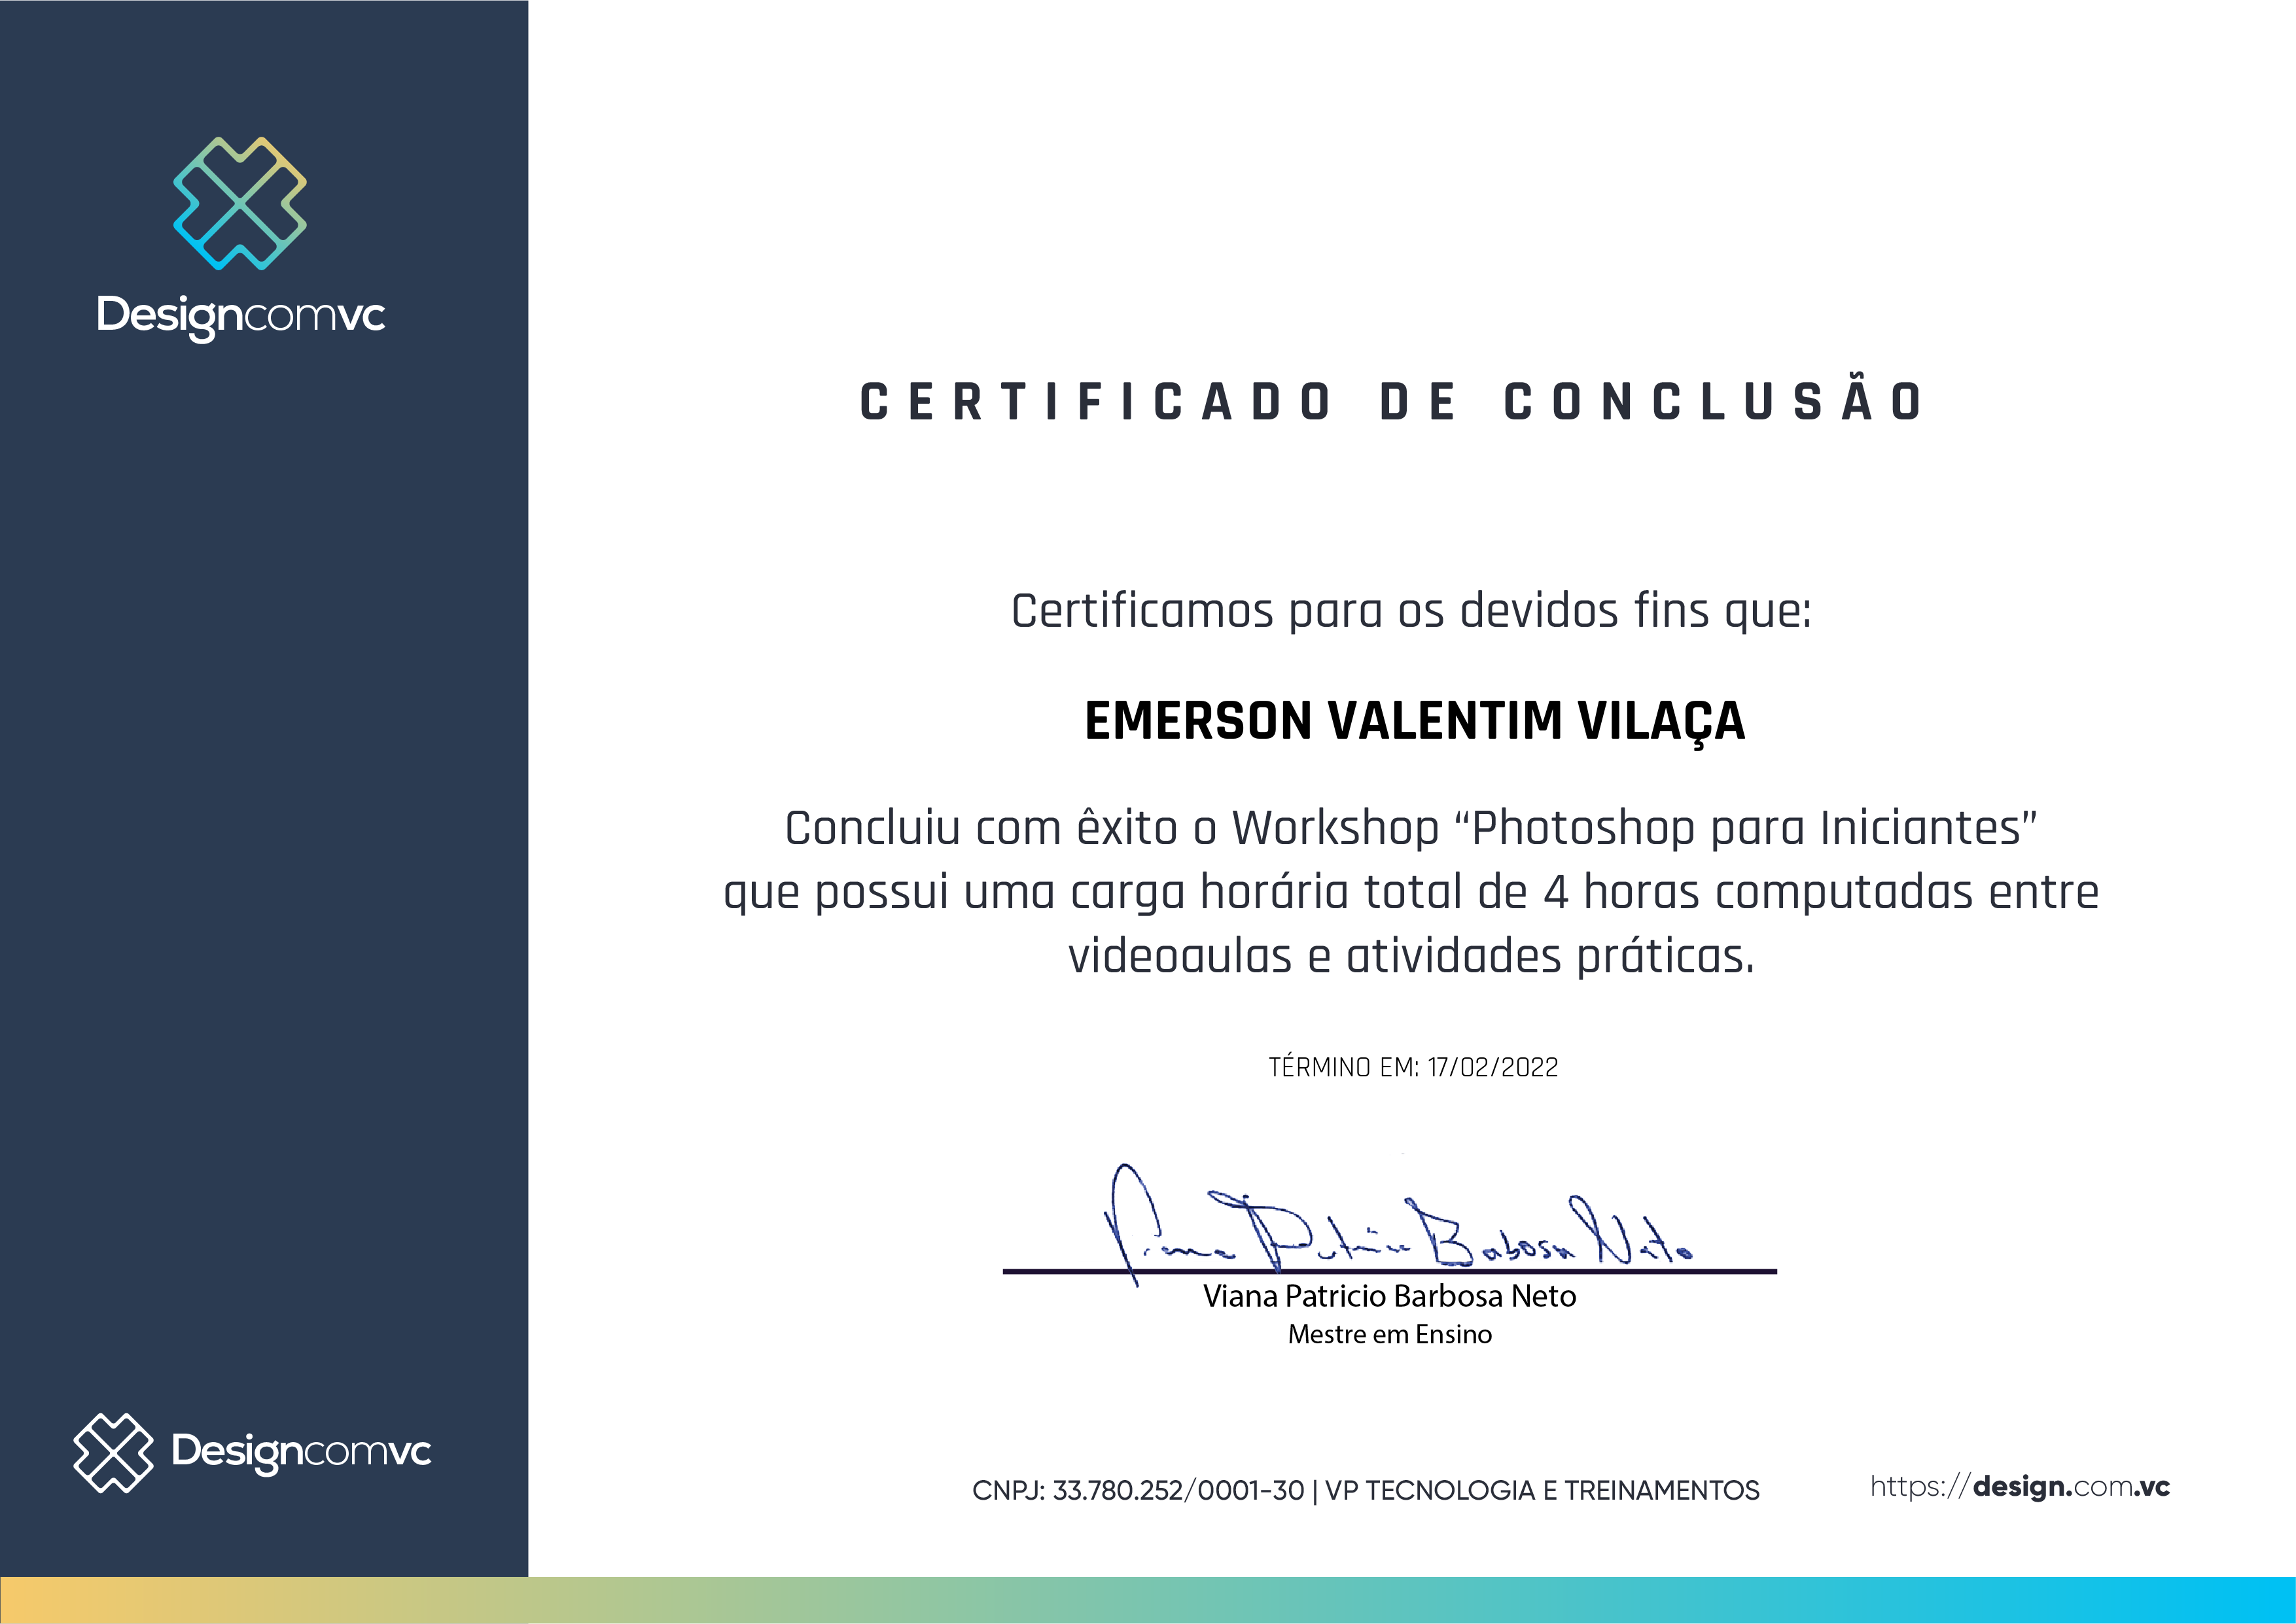 Designcomvc
CERTIFICADO DE CONCLUSÃO
Certificamos para os devidos fins que:
EMERSON VALENTIM VILAÇA
Concluiu com êxito o Workshop “Photoshop para Iniciantes”
que possui uma carga horária total de 4 horas computadas entre
videoaulas e atividades práticas.
TÉRMINO EM: 17/02/2022
Viana Patricio Barbosa Neto
Viana Patricio Barbosa Neto
Mestre em Ensino
Designcomvc
CNPJ: 33.780.252/0001-30 | VP TECNOLOGIA E TREINAMENTOS
https://design.com.vc